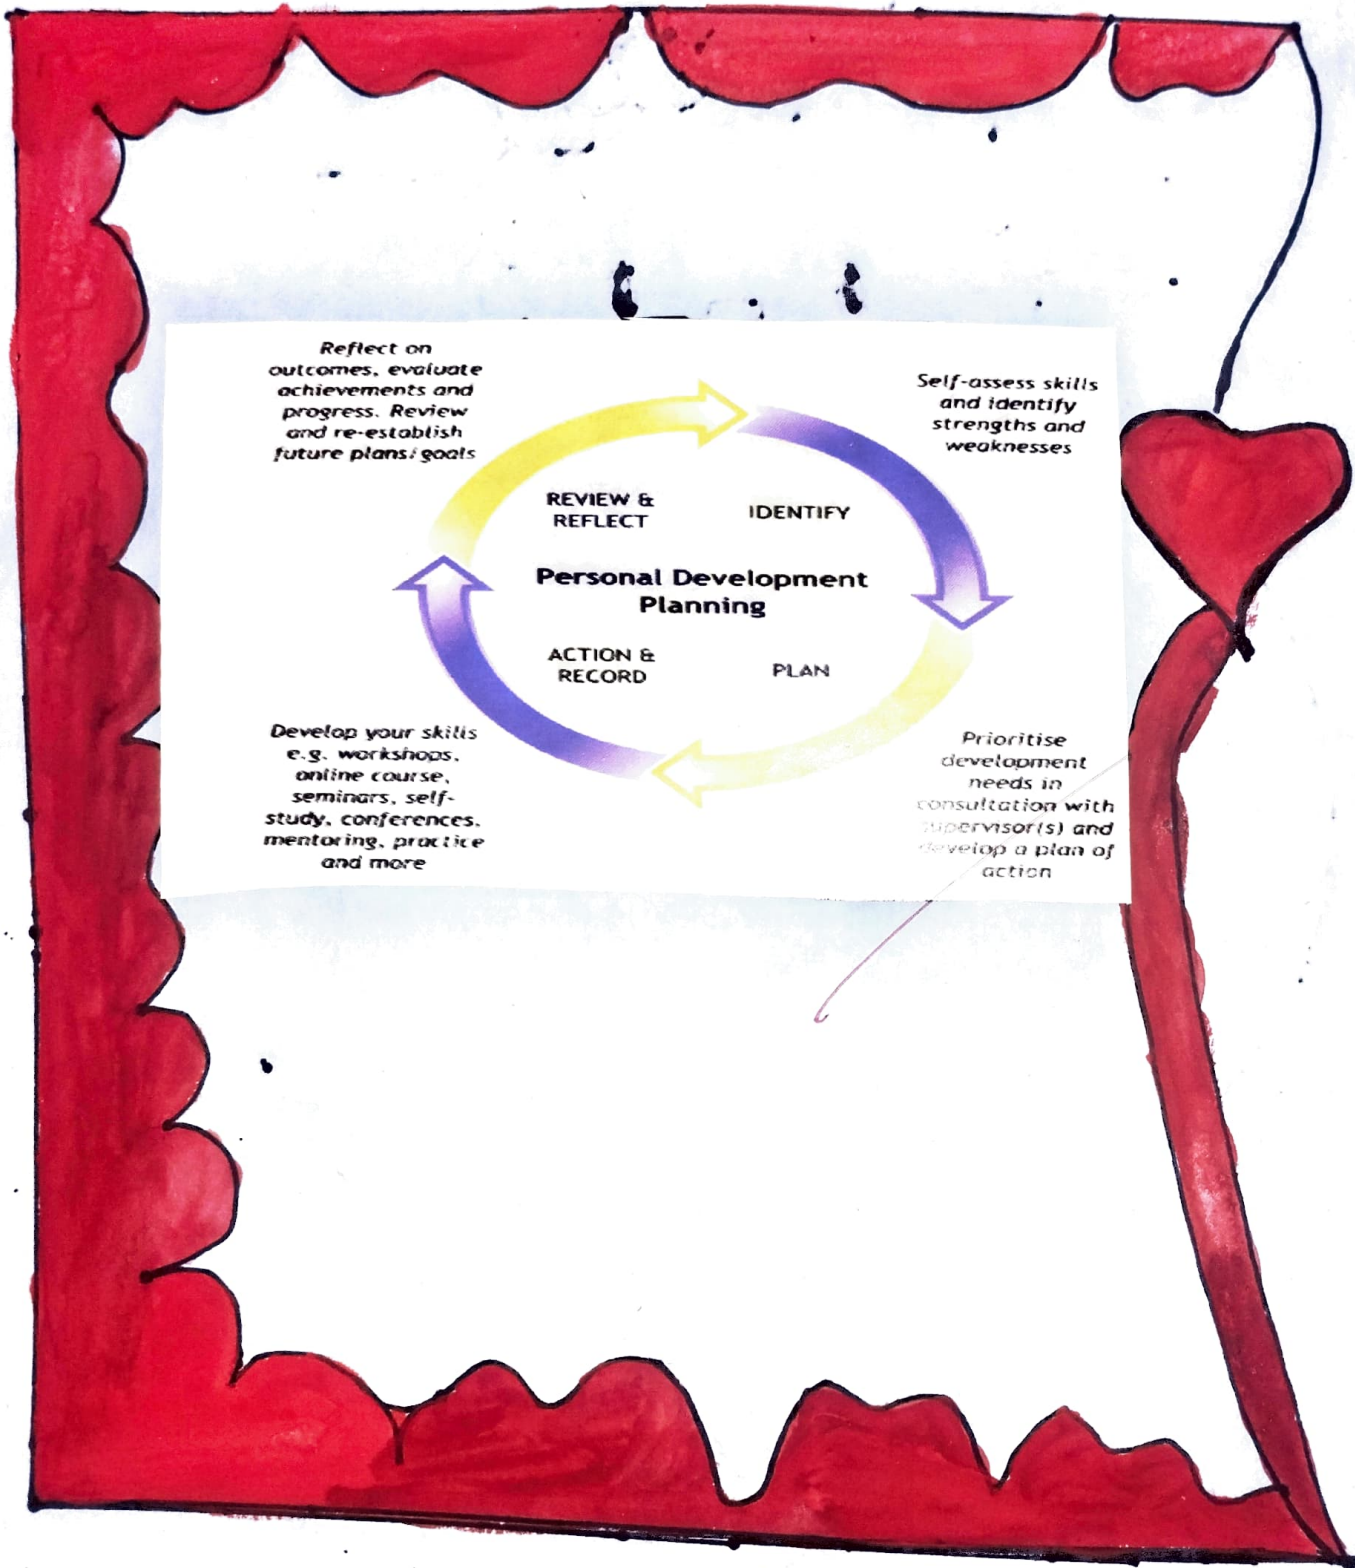 Reflect on
outcomes, evaluate
achievements and
progress. Review
and re-establish
future plans/goals
Self-assess skills
and identify
strengths and
weaknesses
REVIEW &
REFLECT
IDENTIFY
Personal Development
Planning
ACTION &
RECORD
PLAN
Develop your skills
e.g. workshops,
online course,
seminars, self-
study, conferences,
mentoring, practice
and more
Prioritise
development
needs in
consultation with
supervisor(s) and
develop a plan of
action